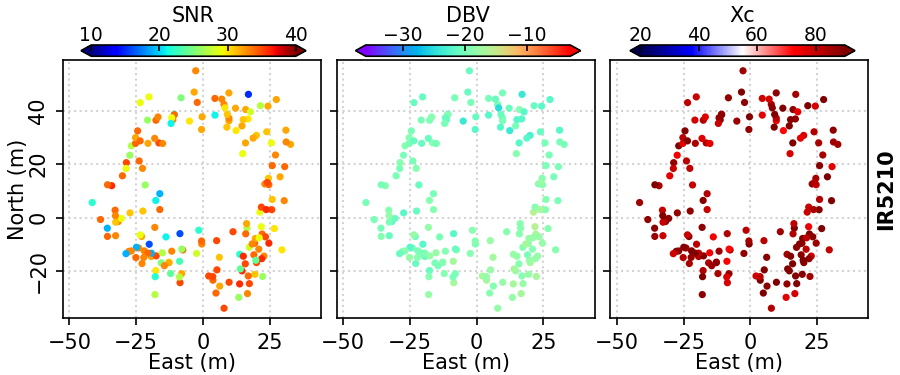 SNR DBV Xc
10 20 30 40 −30 −20 −10 20 40 60 80
40
20
0
−20
North (m)
IR5210
−50 −25 0 25 −50 −25 0 25 −50 −25 0 25
East (m) East (m) East (m)